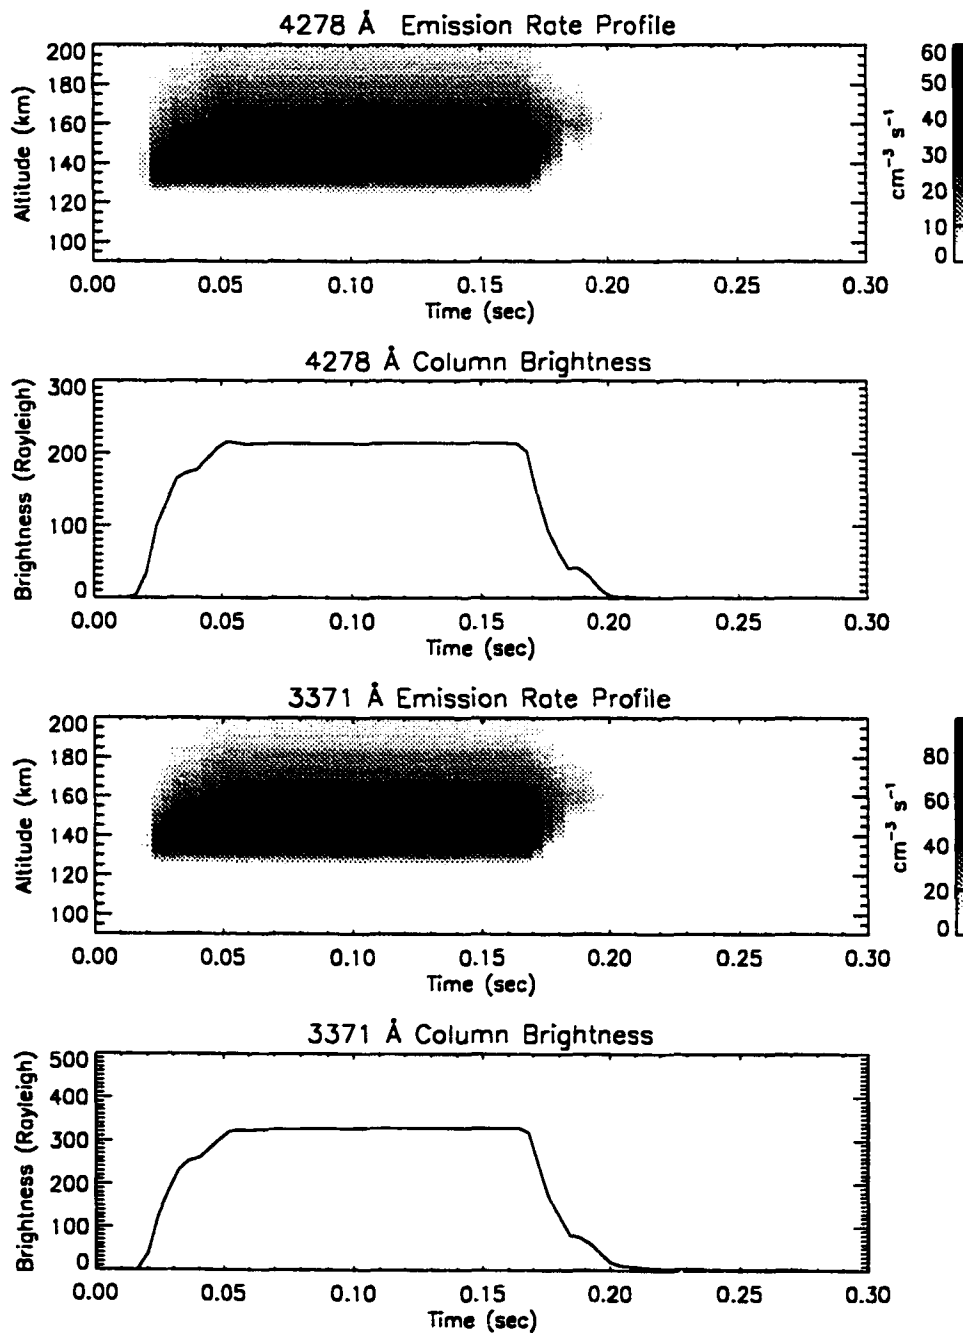 4278 Å Emission Rate Profile
200
180
160
140
120
100
Altitude (km)
0.00 0.05 0.10 0.15 0.20 0.25 0.30
Time (sec)
60
50
40
30
20
10
0
cm⁻³ s⁻¹
4278 Å Column Brightness
300
200
100
0
Brightness (Rayleigh)
0.00 0.05 0.10 0.15 0.20 0.25 0.30
Time (sec)
3371 Å Emission Rate Profile
200
180
160
140
120
100
Altitude (km)
0.00 0.05 0.10 0.15 0.20 0.25 0.30
Time (sec)
80
60
40
20
0
cm⁻³ s⁻¹
3371 Å Column Brightness
500
400
300
200
100
0
Brightness (Rayleigh)
0.00 0.05 0.10 0.15 0.20 0.25 0.30
Time (sec)